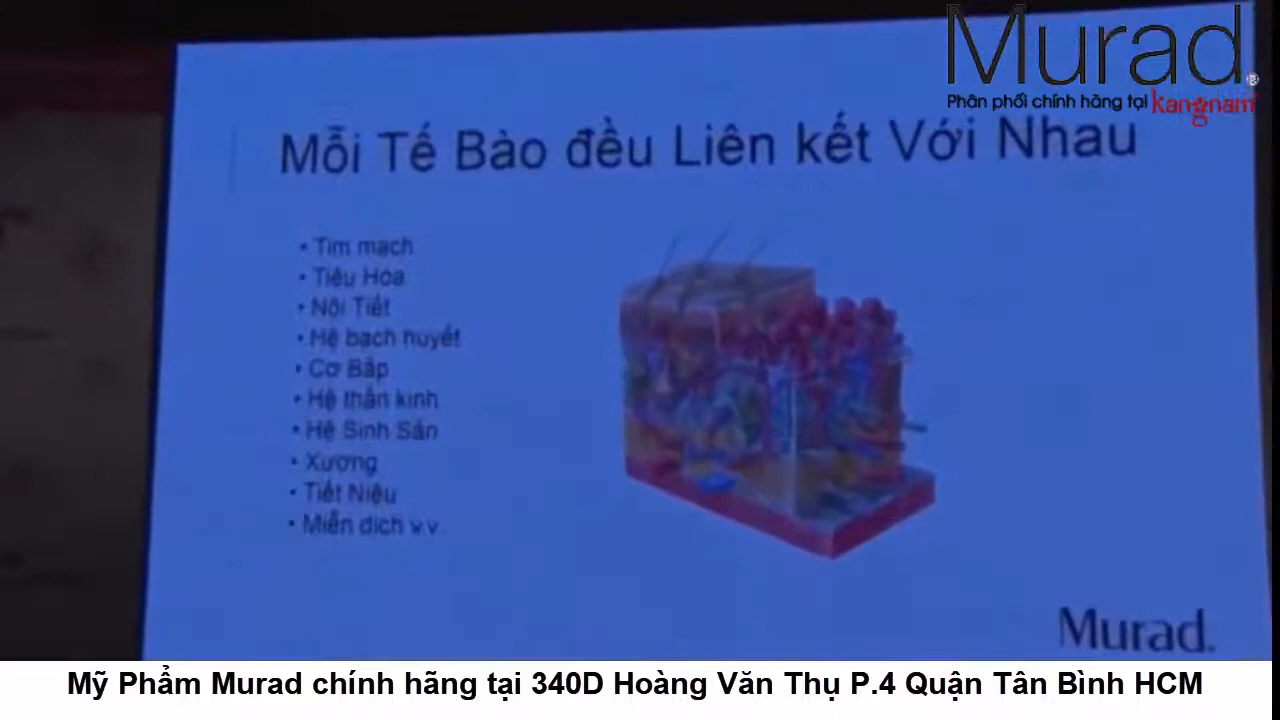 Murad®
Phân phối chính hãng tại kangnam
Mỗi Tế Bào đều Liên kết Với Nhau
• Tim mạch
• Tiêu Hóa
• Nội Tiết
• Hệ bạch huyết
• Cơ Bắp
• Hệ thần kinh
• Hệ Sinh Sản
• Xương
• Tiết Niệu
• Miễn dịch v.v
Murad.
Mỹ Phẩm Murad chính hãng tại 340D Hoàng Văn Thụ P.4 Quận Tân Bình HCM